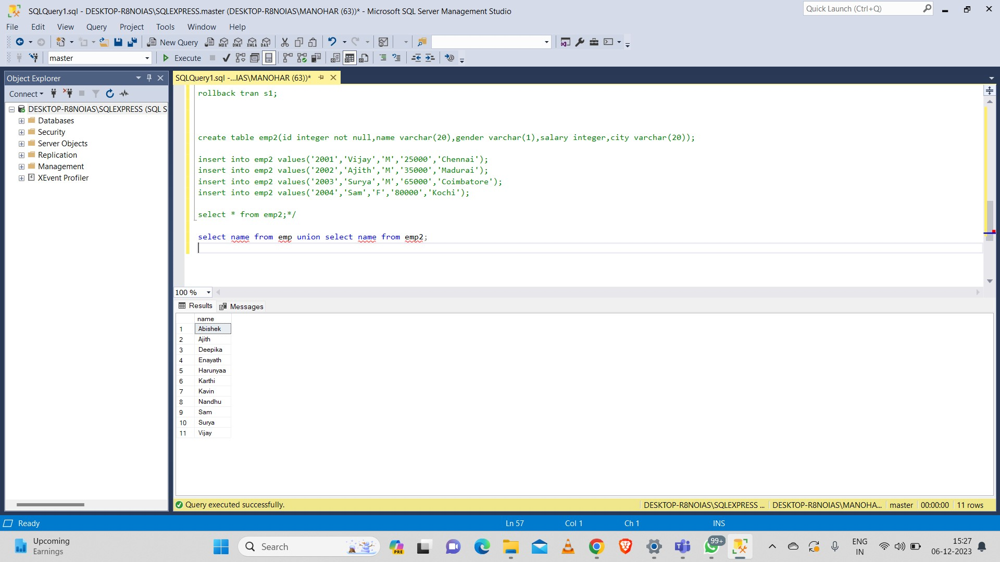 SQLQuery1.sql - DESKTOP-R8NOIAS\SQLEXPRESS.master (DESKTOP-R8NOIAS\MANOHAR (63))* - Microsoft SQL Server Management Studio
Quick Launch (Ctrl+Q)
File Edit View Query Project Tools Window Help
New Query MDX DMX XMLA DAX
master Execute
Object Explorer
SQLQuery1.sql -...IAS\MANOHAR (63))*
Connect
DESKTOP-R8NOIAS\SQLEXPRESS (SQL S
Databases
Security
Server Objects
Replication
Management
XEvent Profiler
rollback tran s1;
create table emp2(id integer not null,name varchar(20),gender varchar(1),salary integer,city varchar(20));
insert into emp2 values('2001','Vijay','M','25000','Chennai');
insert into emp2 values('2002','Ajith','M','35000','Madurai');
insert into emp2 values('2003','Surya','M','65000','Coimbatore');
insert into emp2 values('2004','Sam','F','80000','Kochi');
select * from emp2;*/
select name from emp union select name from emp2;
100 %
Results Messages
name
1 Abishek
2 Ajith
3 Deepika
4 Enayath
5 Harunyaa
6 Karthi
7 Kavin
8 Nandhu
9 Sam
10 Surya
11 Vijay
Query executed successfully. DESKTOP-R8NOIAS\SQLEXPRESS ... DESKTOP-R8NOIAS\MANOHA... master 00:00:00 11 rows
Ready Ln 57 Col 1 Ch 1 INS
Upcoming
Earnings
Search
PRE
99+
ENG
IN
15:27
06-12-2023